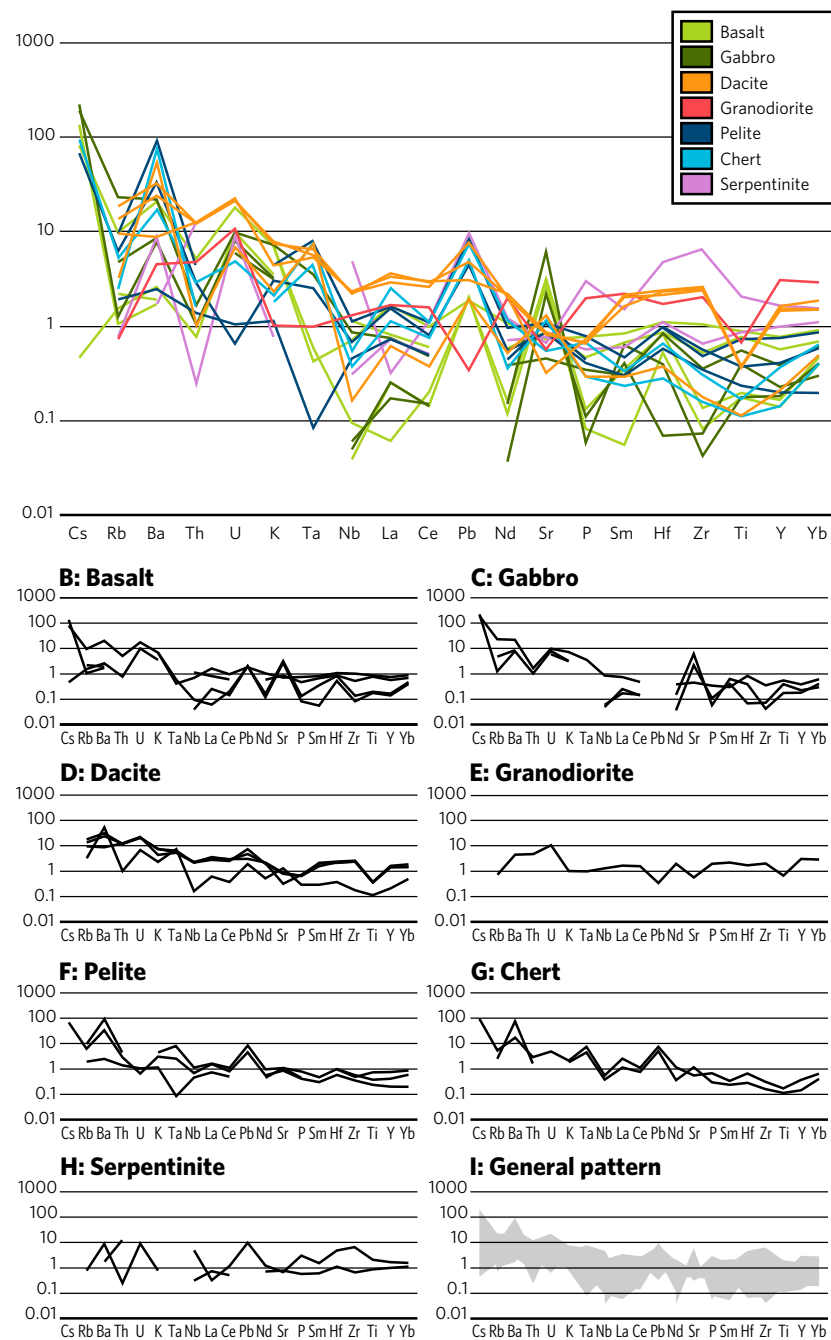 1000
100
10
1
0.1
0.01
Basalt
Gabbro
Dacite
Granodiorite
Pelite
Chert
Serpentinite
Cs Rb Ba Th U K Ta Nb La Ce Pb Nd Sr P Sm Hf Zr Ti Y Yb
B: Basalt
1000
100
10
1
0.1
0.01
Cs Rb Ba Th U K Ta Nb La Ce Pb Nd Sr P Sm Hf Zr Ti Y Yb
C: Gabbro
1000
100
10
1
0.1
0.01
Cs Rb Ba Th U K Ta Nb La Ce Pb Nd Sr P Sm Hf Zr Ti Y Yb
D: Dacite
1000
100
10
1
0.1
0.01
Cs Rb Ba Th U K Ta Nb La Ce Pb Nd Sr P Sm Hf Zr Ti Y Yb
E: Granodiorite
1000
100
10
1
0.1
0.01
Cs Rb Ba Th U K Ta Nb La Ce Pb Nd Sr P Sm Hf Zr Ti Y Yb
F: Pelite
1000
100
10
1
0.1
0.01
Cs Rb Ba Th U K Ta Nb La Ce Pb Nd Sr P Sm Hf Zr Ti Y Yb
G: Chert
1000
100
10
1
0.1
0.01
Cs Rb Ba Th U K Ta Nb La Ce Pb Nd Sr P Sm Hf Zr Ti Y Yb
H: Serpentinite
1000
100
10
1
0.1
0.01
Cs Rb Ba Th U K Ta Nb La Ce Pb Nd Sr P Sm Hf Zr Ti Y Yb
I: General pattern
1000
100
10
1
0.1
0.01
Cs Rb Ba Th U K Ta Nb La Ce Pb Nd Sr P Sm Hf Zr Ti Y Yb